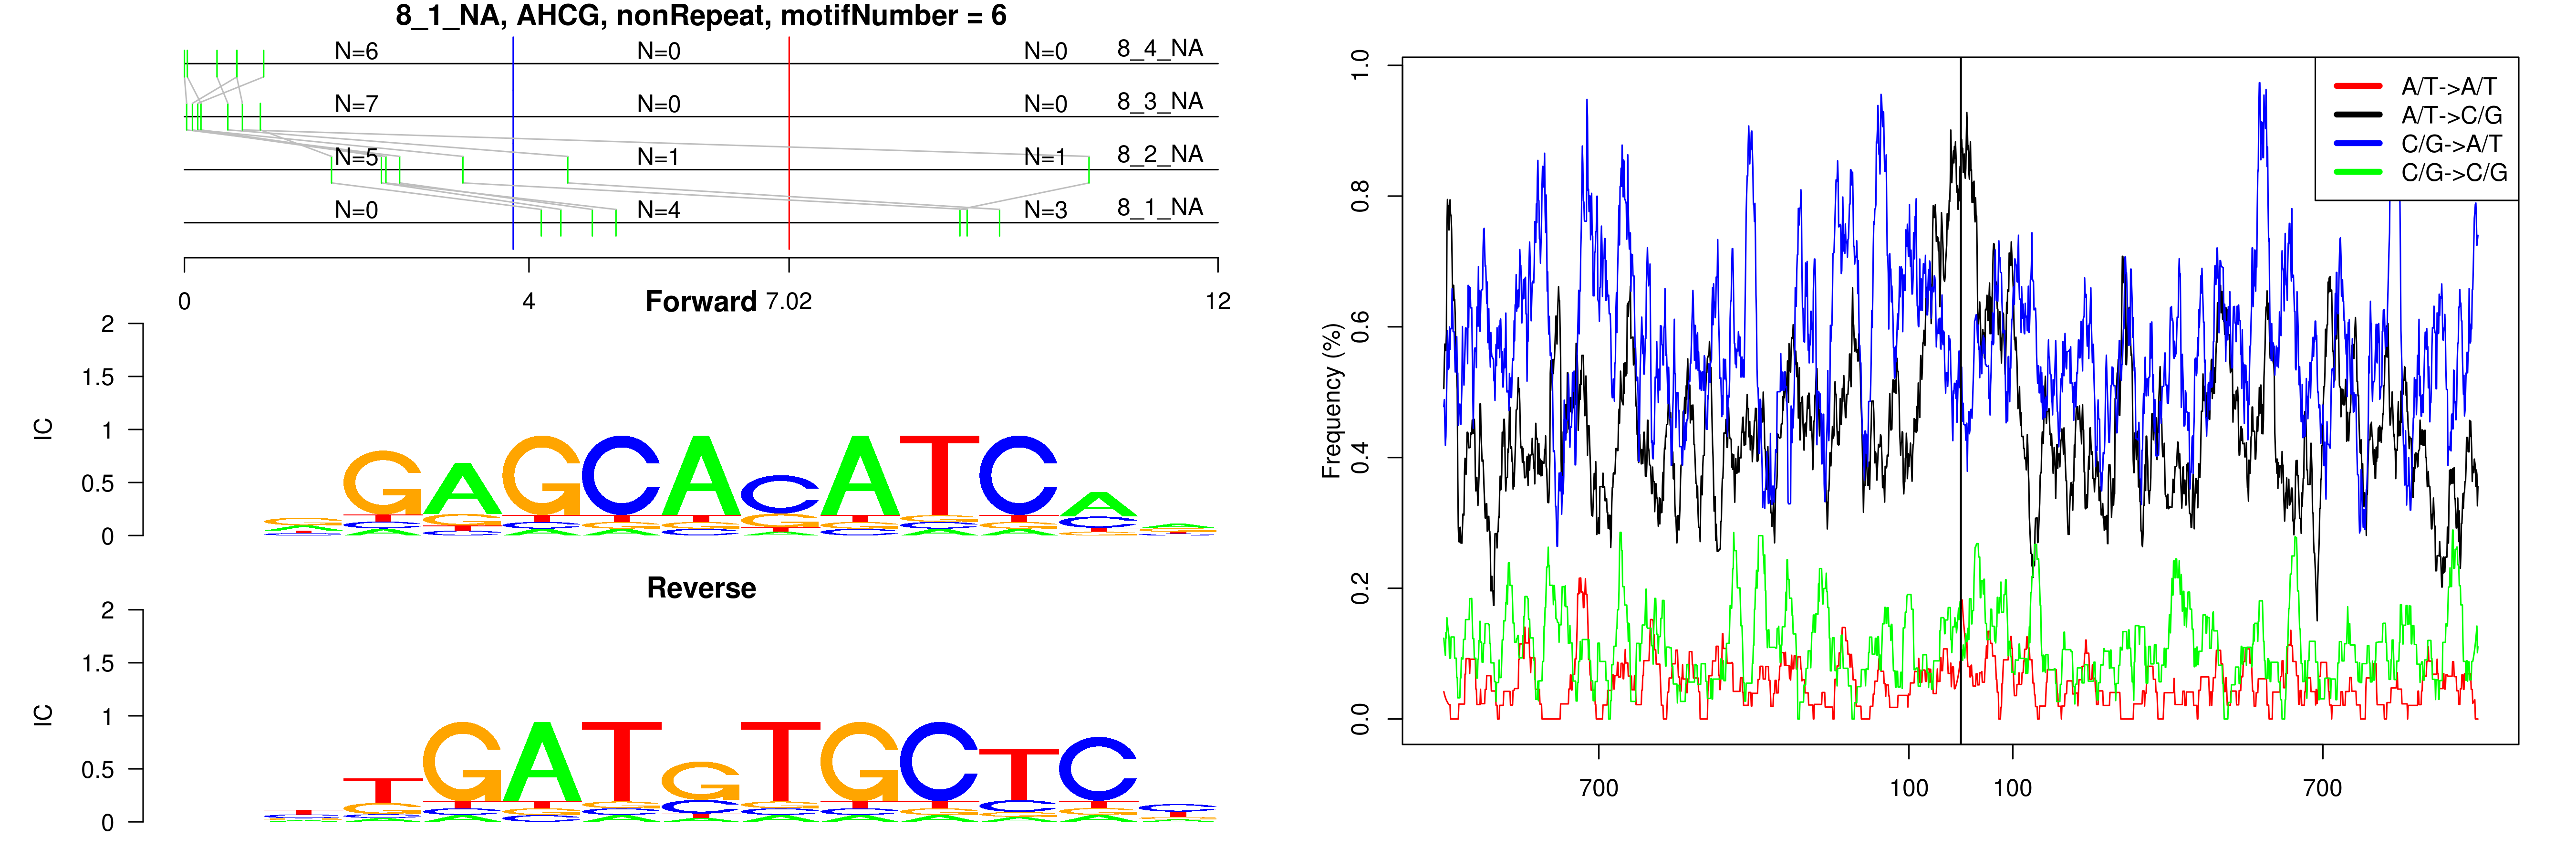 8_1_NA, AHCG, nonRepeat, motifNumber = 6
N=6 N=0 N=0 8_4_NA
N=7 N=0 N=0 8_3_NA
N=5 N=1 N=1 8_2_NA
N=0 N=4 N=3 8_1_NA
0 4 7.02 12
Forward
2
1.5
1
0.5
0
IC
GAGCACATCA
Reverse
2
1.5
1
0.5
0
IC
TGATGTGCTC
1.0
0.8
0.6
0.4
0.2
0.0
Frequency (%)
A/T->A/T
A/T->C/G
C/G->A/T
C/G->C/G
700 100 100 700